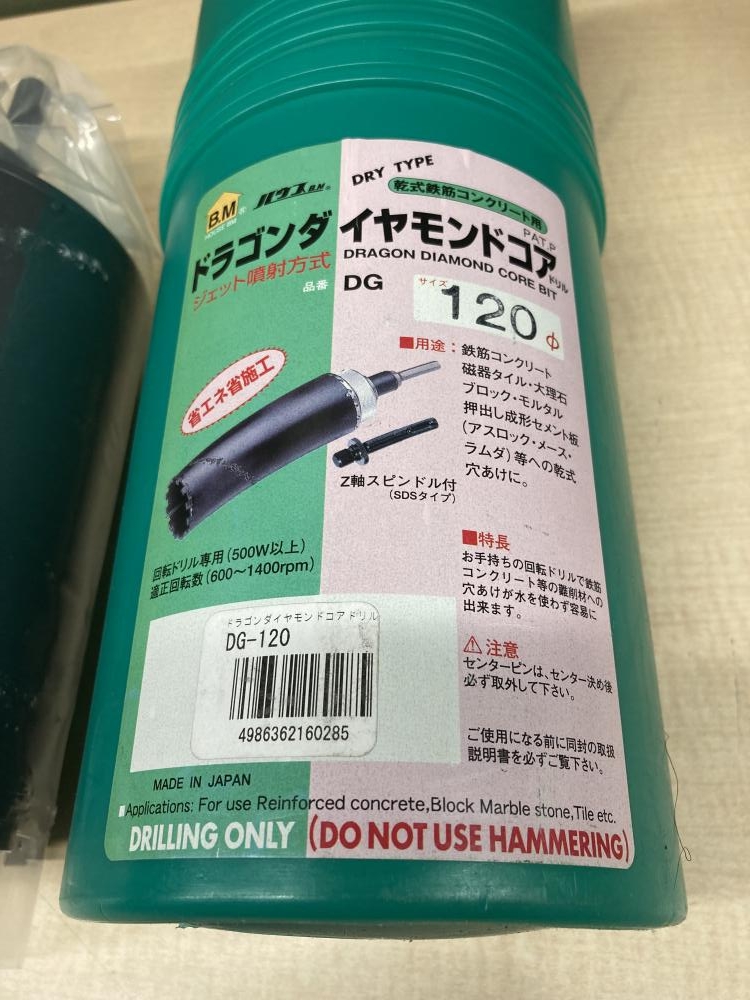 DRY TYPE
乾式鉄筋コンクリート用
B.M®
HOUSE BM
ハウスB.M®
PAT.P
ドラゴンダイヤモンドコアドリル
DRAGON DIAMOND CORE BIT
ジェット噴射方式
品番 DG
サイズ
120φ
省エネ省施工
■用途：鉄筋コンクリート
磁器タイル・大理石
ブロック・モルタル
押出し成形セメント板
(アスロック・メース・
ラムダ)等への乾式
穴あけに。
Z軸スピンドル付
(SDSタイプ)
回転ドリル専用(500W以上)
適正回転数(600〜1400rpm)
■特長
お手持ちの回転ドリルで鉄筋
コンクリート等の難削材への
穴あけが水を使わず容易に
出来ます。
ドラゴンダイヤモンドコアドリル
DG-120
4986362160285
⚠注意
センターピンは、センター決め後
必ず取外して下さい。
ご使用になる前に同封の取扱
説明書を必ずご覧下さい。
MADE IN JAPAN
■Applications: For use Reinforced concrete,Block Marble stone,Tile etc.
DRILLING ONLY (DO NOT USE HAMMERING)